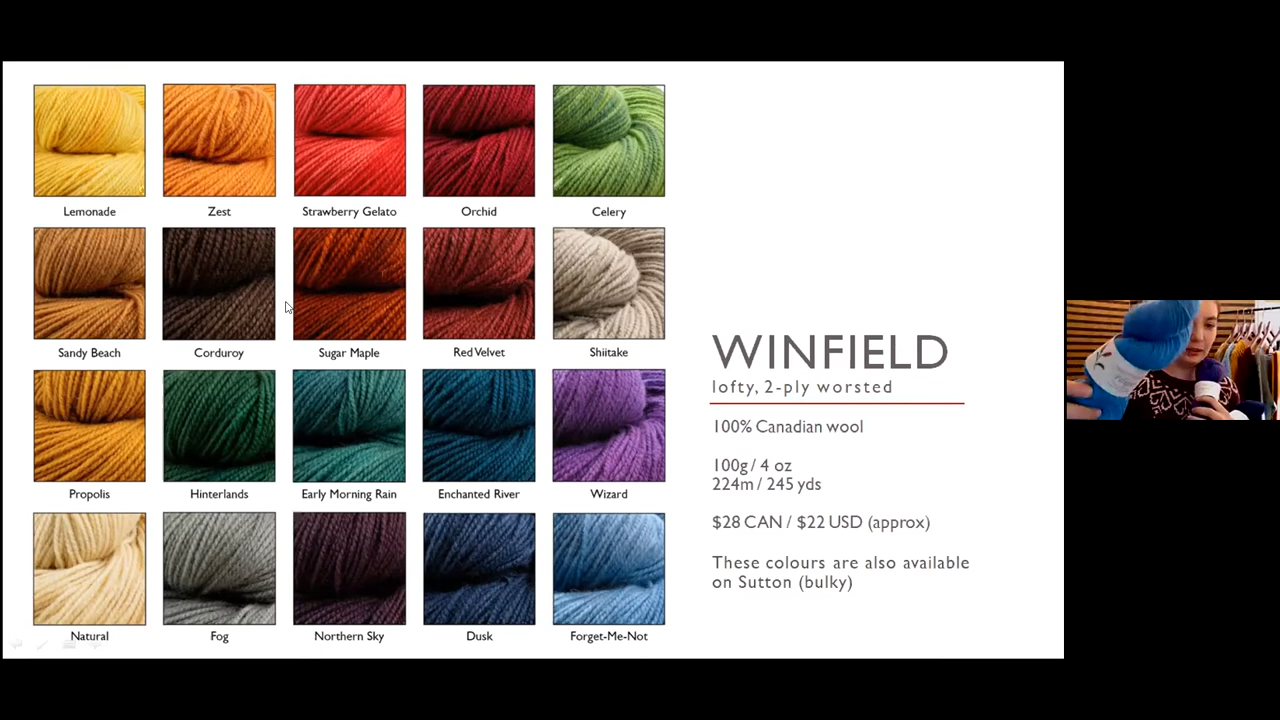 Lemonade
Zest
Strawberry Gelato
Orchid
Celery
Sandy Beach
Corduroy
Sugar Maple
Red Velvet
Shiitake
Propolis
Hinterlands
Early Morning Rain
Enchanted River
Wizard
Natural
Fog
Northern Sky
Dusk
Forget-Me-Not
WINFIELD
lofty, 2-ply worsted
100% Canadian wool
100g / 4 oz
224m / 245 yds
$28 CAN / $22 USD (approx)
These colours are also available
on Sutton (bulky)